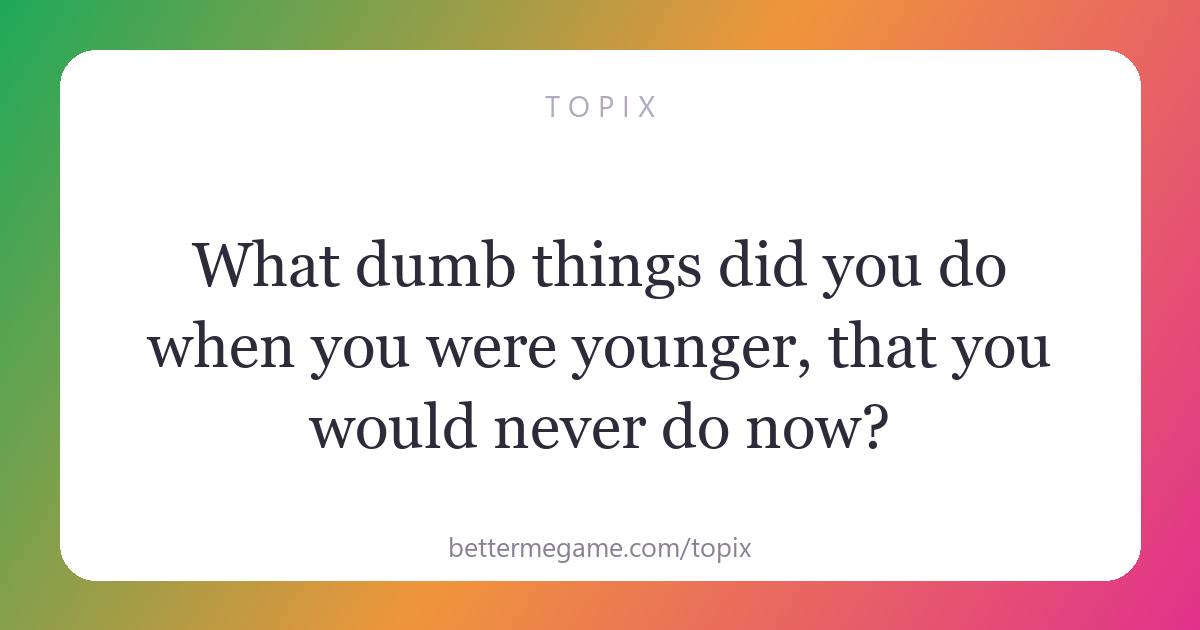 TOPIX
What dumb things did you do
when you were younger, that you
would never do now?
bettermegame.com/topix